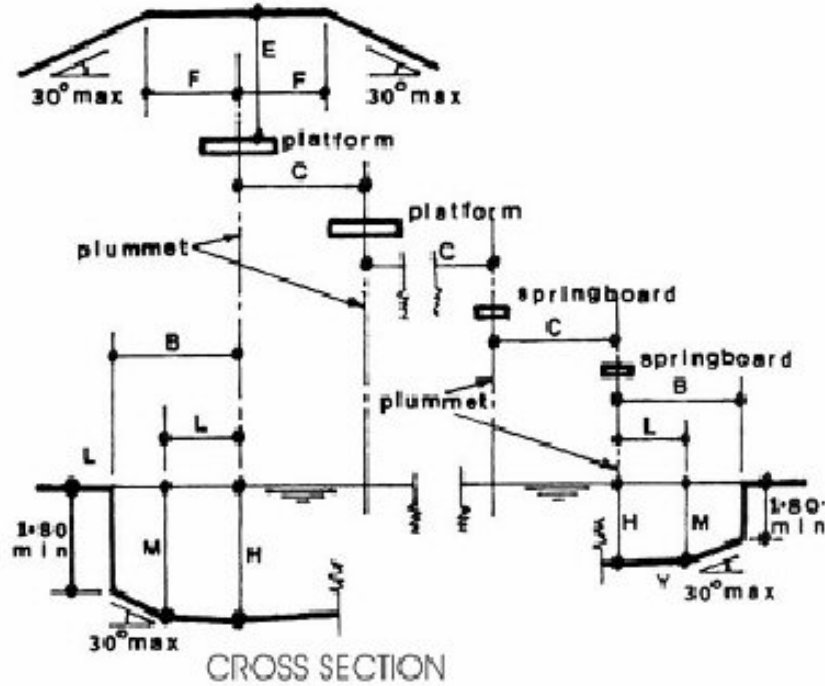 E
F F
30° max 30° max
platform
C
platform
plummet
C
springboard
C
B
springboard
plummet
B
L L
L
1·80 min
M H
H M
1·80 min
V
30° max
30° max
CROSS SECTION